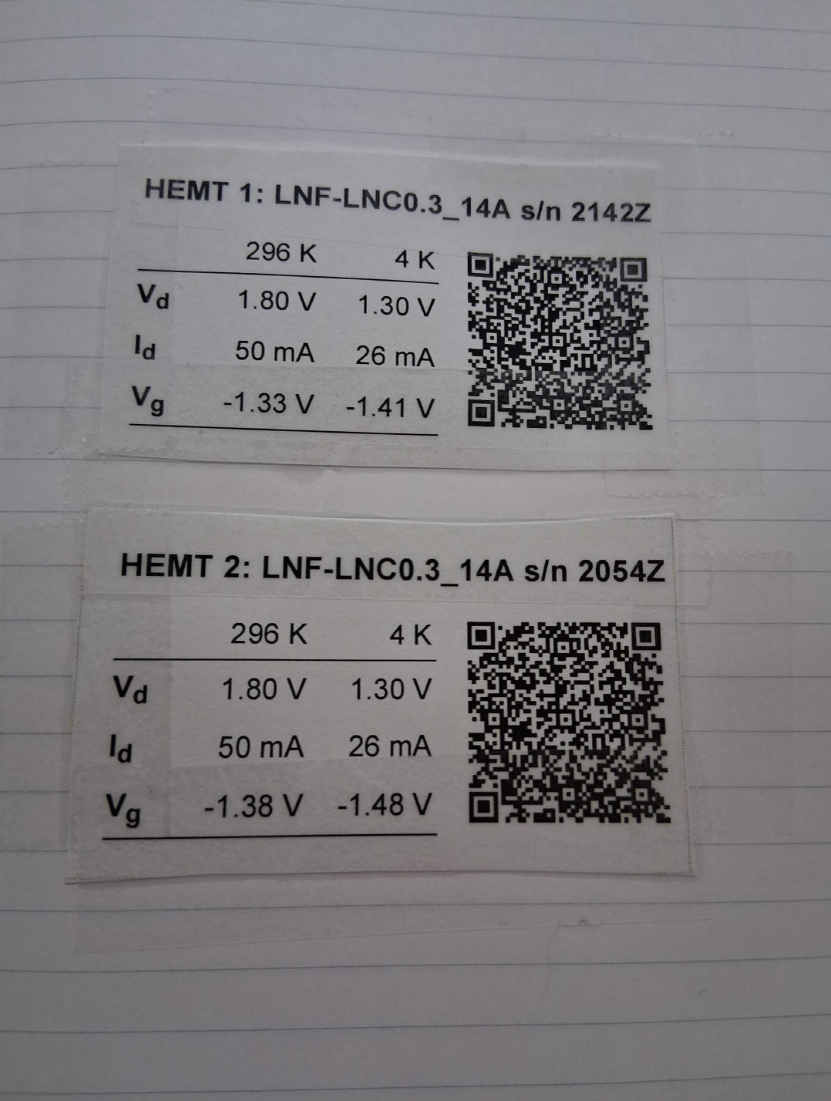 HEMT 1: LNF-LNC0.3_14A s/n 2142Z
296 K 4 K
Vd 1.80 V 1.30 V
Id 50 mA 26 mA
Vg -1.33 V -1.41 V
HEMT 2: LNF-LNC0.3_14A s/n 2054Z
296 K 4 K
Vd 1.80 V 1.30 V
Id 50 mA 26 mA
Vg -1.38 V -1.48 V